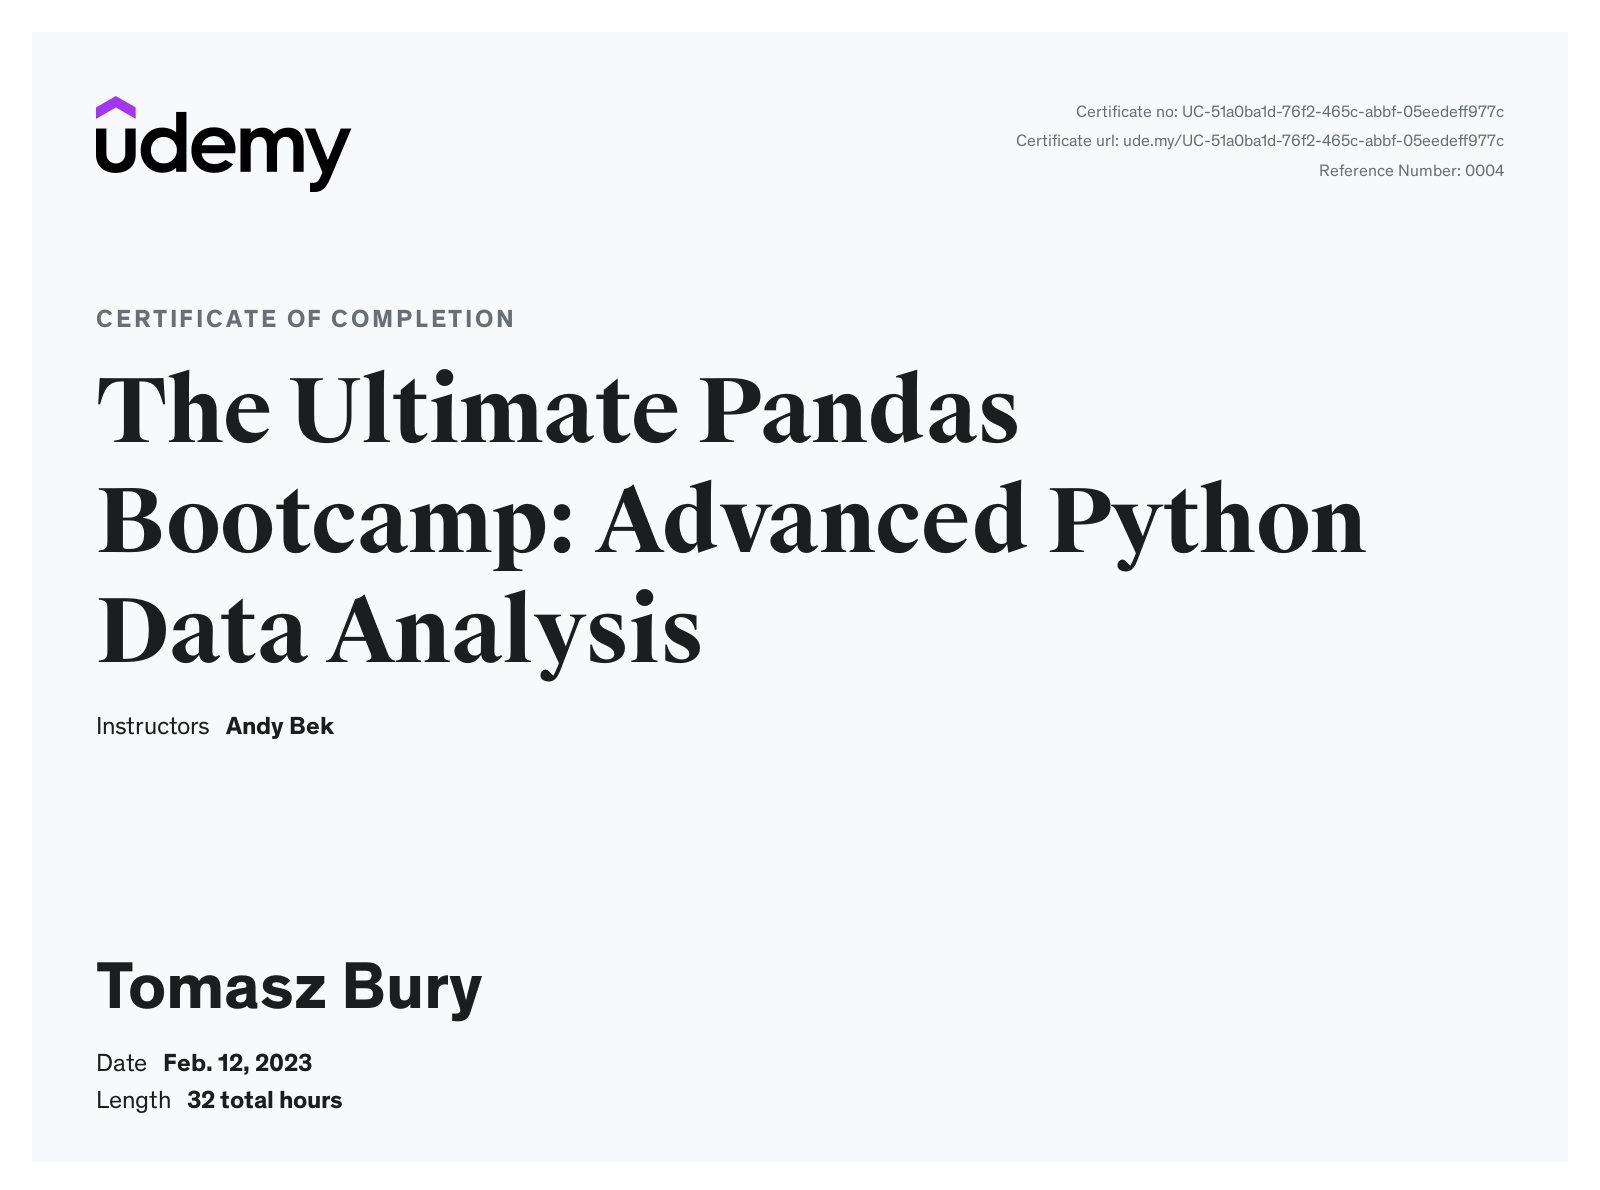 udemy
Certificate no: UC-51a0ba1d-76f2-465c-abbf-05eedeff977c
Certificate url: ude.my/UC-51a0ba1d-76f2-465c-abbf-05eedeff977c
Reference Number: 0004
CERTIFICATE OF COMPLETION
The Ultimate Pandas
Bootcamp: Advanced Python
Data Analysis
Instructors Andy Bek
Tomasz Bury
Date Feb. 12, 2023
Length 32 total hours